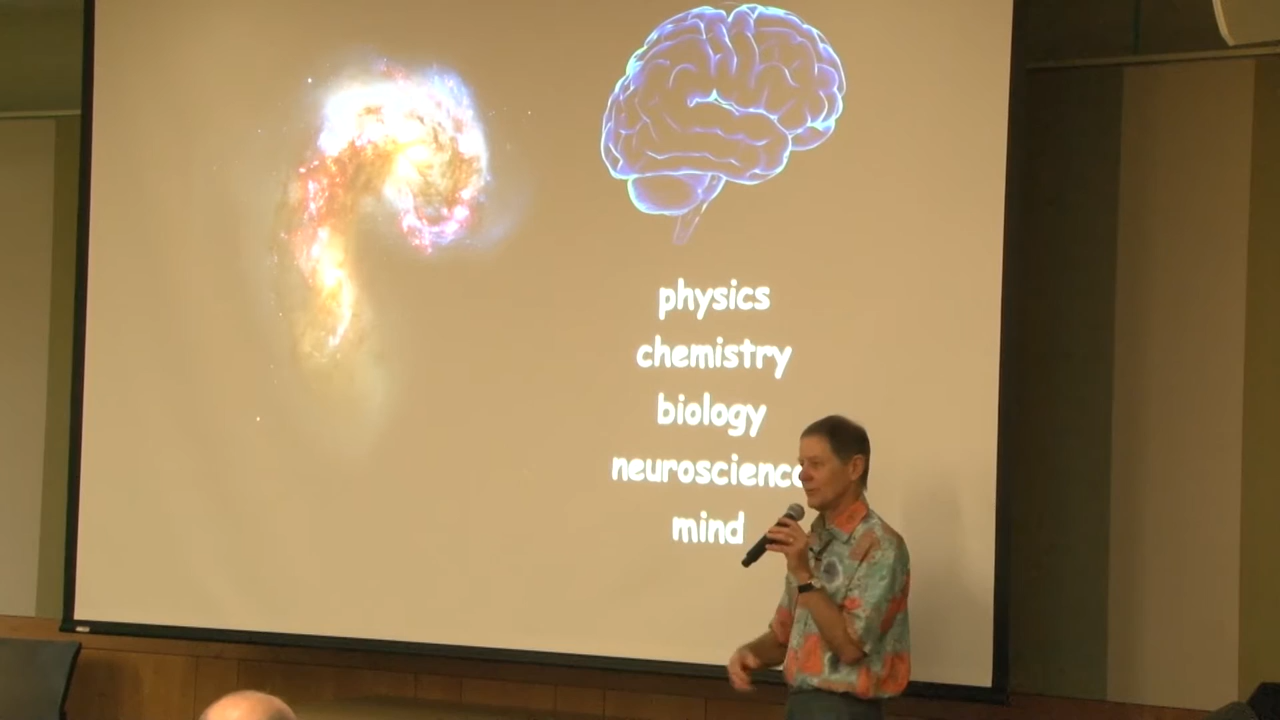 physics
chemistry
biology
neuroscience
mind